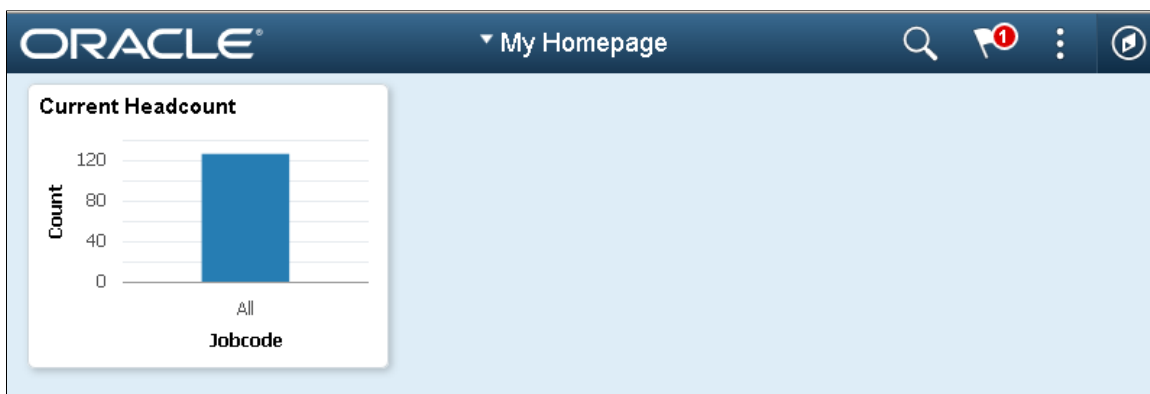 ORACLE®
My Homepage
1
Current Headcount
120
80
40
0
Count
All
Jobcode